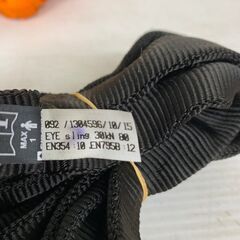 092 /1304596/10/15
EYE sling 30kN 80
EN354 :10 .EN795B :12
MAX
1